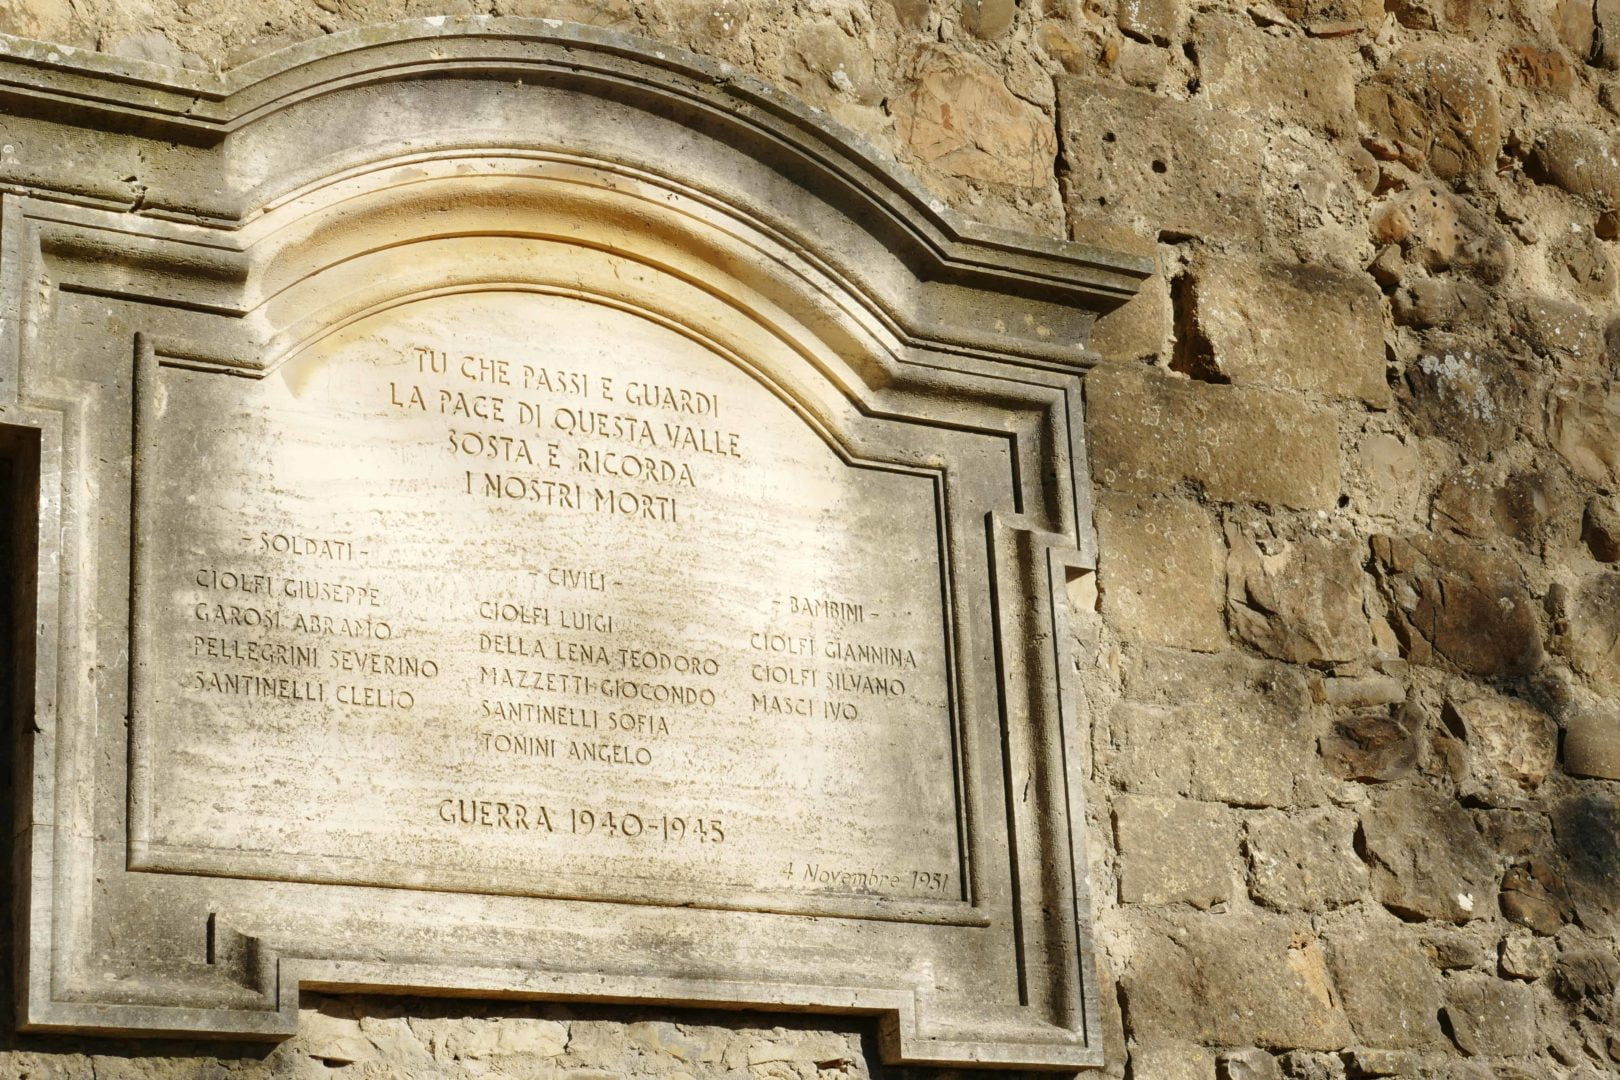 TU CHE PASSI E GUARDI
LA PACE DI QUESTA VALLE
SOSTA E RICORDA
I NOSTRI MORTI
- SOLDATI -
CIOLFI GIUSEPPE
GAROSI ABRAMO
PELLEGRINI SEVERINO
SANTINELLI CLELIO
- CIVILI -
CIOLFI LUIGI
DELLA LENA TEODORO
MAZZETTI GIOCONDO
SANTINELLI SOFIA
TONINI ANGELO
- BAMBINI -
CIOLFI GIANNINA
CIOLFI SILVANO
MASCI IVO
GUERRA 1940-1945
4 Novembre 1951